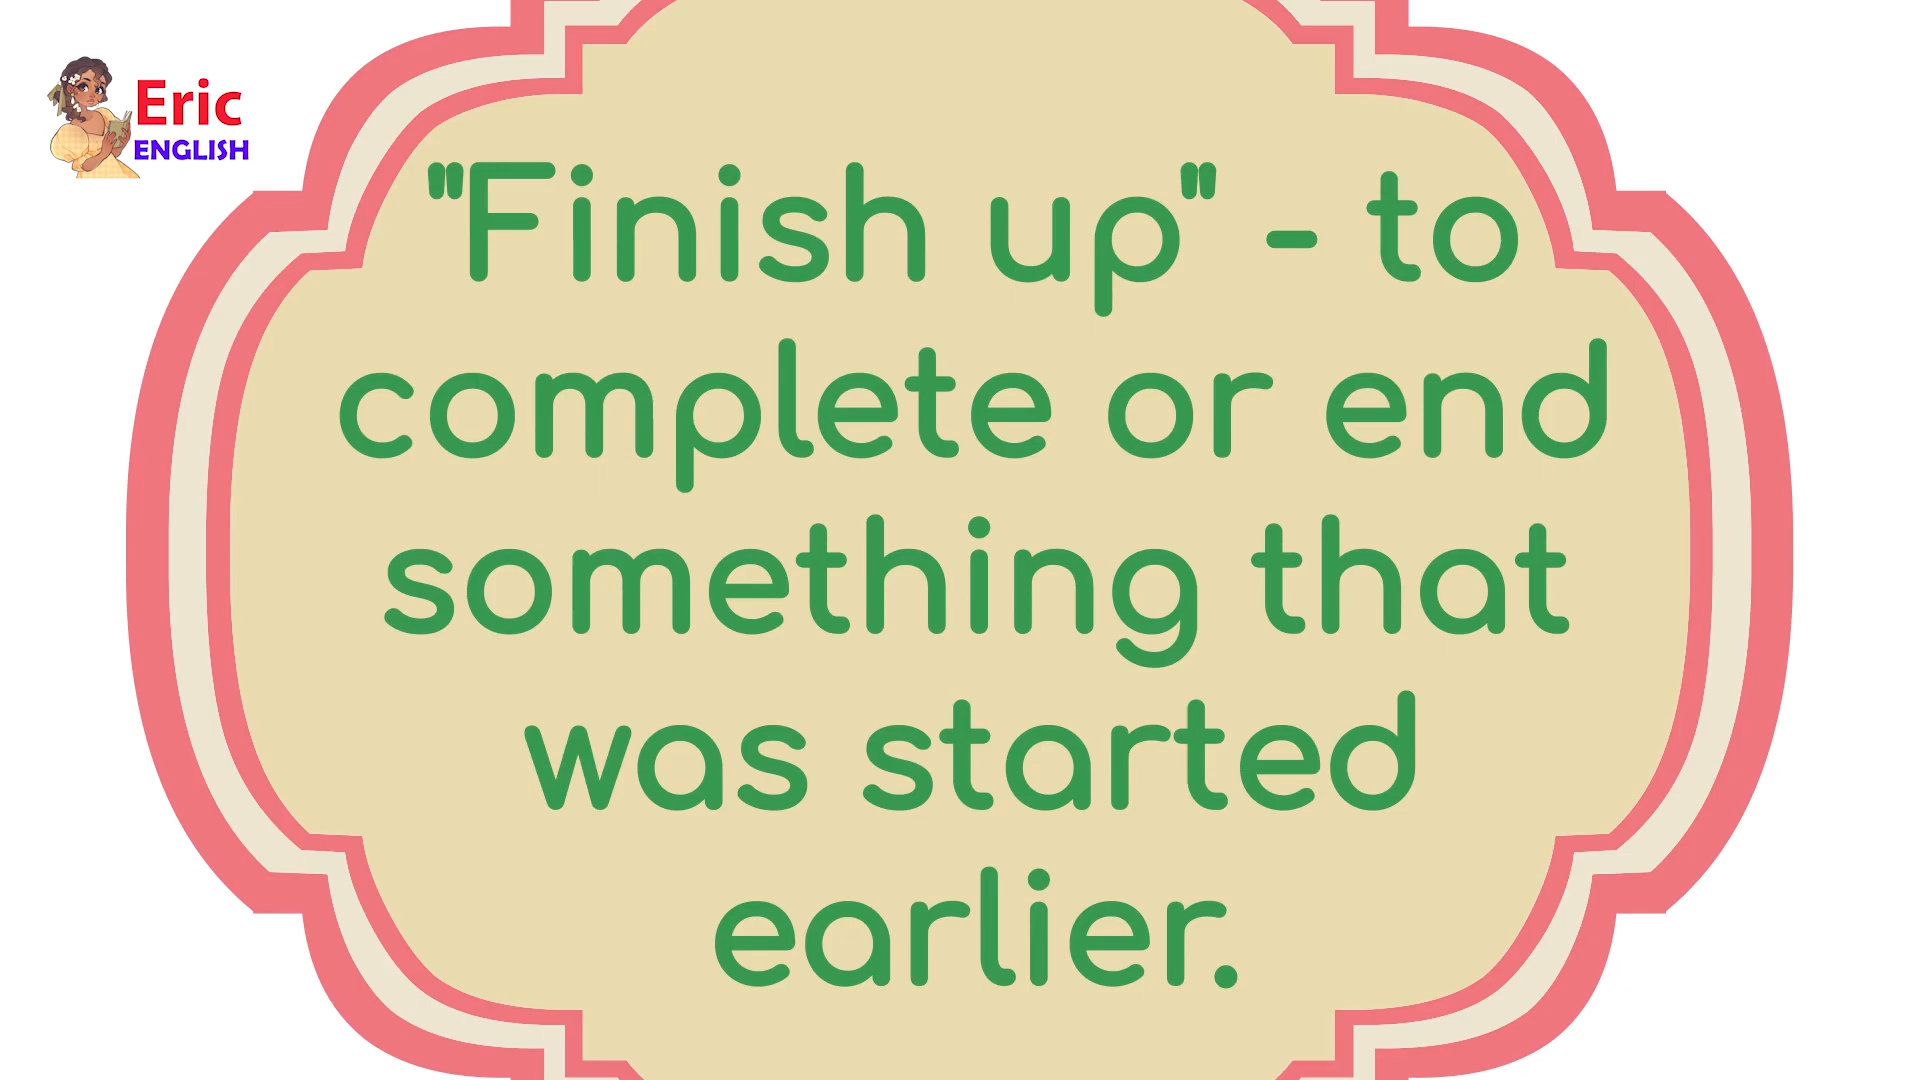 Eric
ENGLISH
"Finish up" - to
complete or end
something that
was started
earlier.